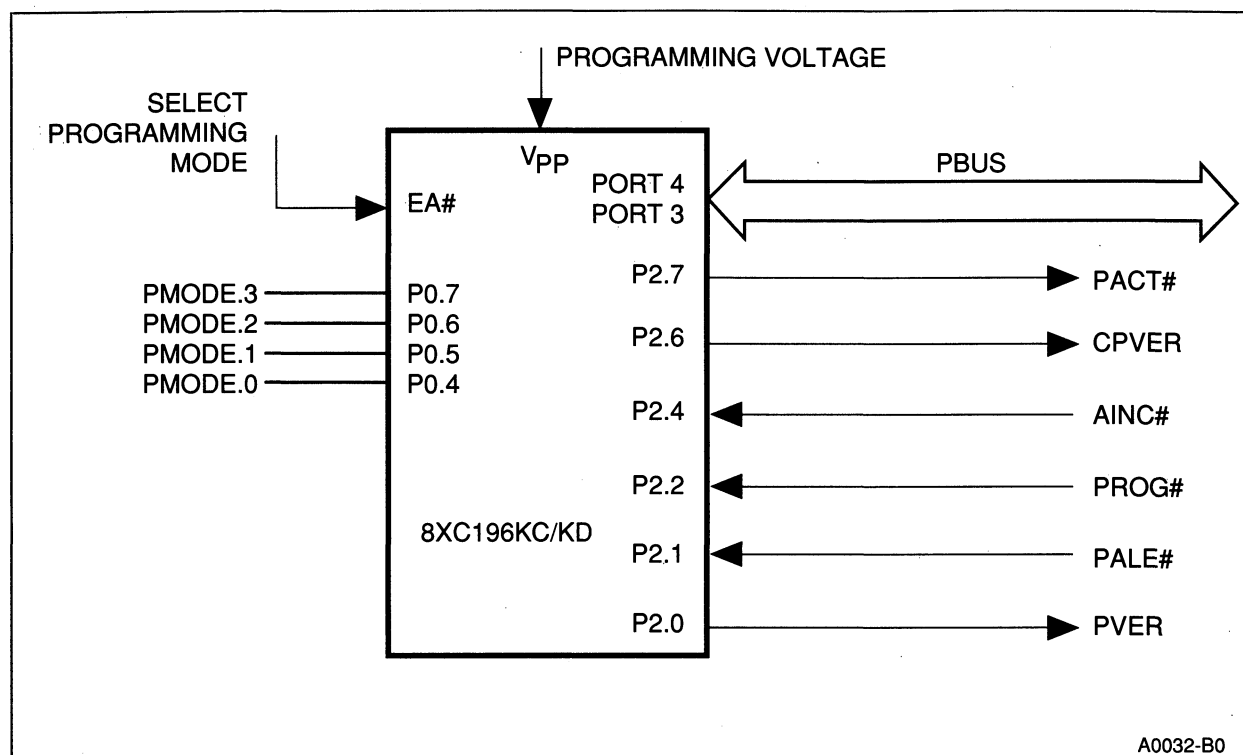 PROGRAMMING VOLTAGE
SELECT
PROGRAMMING
MODE
VPP
EA#
PORT 4
PORT 3
PBUS
PMODE.3
PMODE.2
PMODE.1
PMODE.0
P0.7
P0.6
P0.5
P0.4
P2.7
PACT#
P2.6
CPVER
P2.4
AINC#
P2.2
PROG#
8XC196KC/KD
P2.1
PALE#
P2.0
PVER
A0032-B0